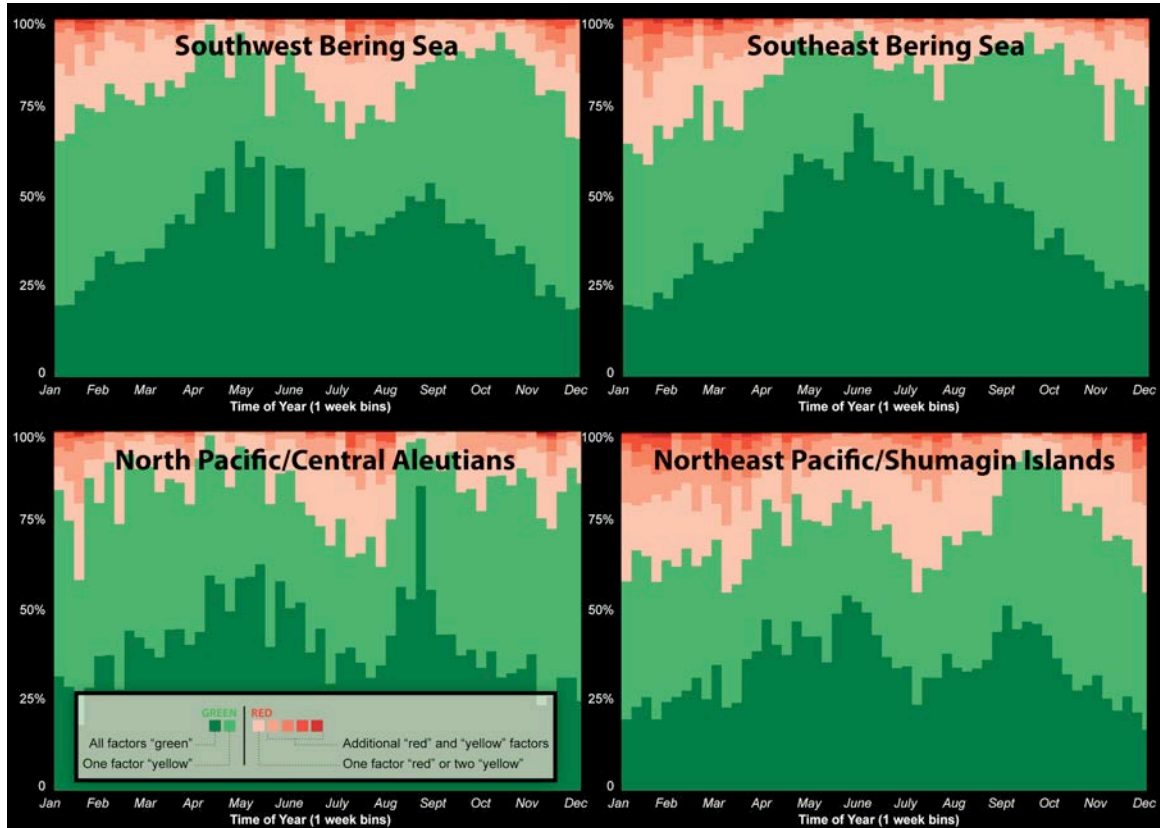 Southwest Bering Sea
100%
75%
50%
25%
0
Jan Feb Mar Apr May June July Aug Sept Oct Nov Dec
Time of Year (1 week bins)
Southeast Bering Sea
100%
75%
50%
25%
0
Jan Feb Mar Apr May June July Aug Sept Oct Nov Dec
Time of Year (1 week bins)
North Pacific/Central Aleutians
100%
75%
50%
25%
0
GREEN RED
All factors “green” Additional “red” and “yellow” factors
One factor “yellow” One factor “red” or two “yellow”
Jan Feb Mar Apr May June July Aug Sept Oct Nov Dec
Time of Year (1 week bins)
Northeast Pacific/Shumagin Islands
100%
75%
50%
25%
0
Jan Feb Mar Apr May June July Aug Sept Oct Nov Dec
Time of Year (1 week bins)